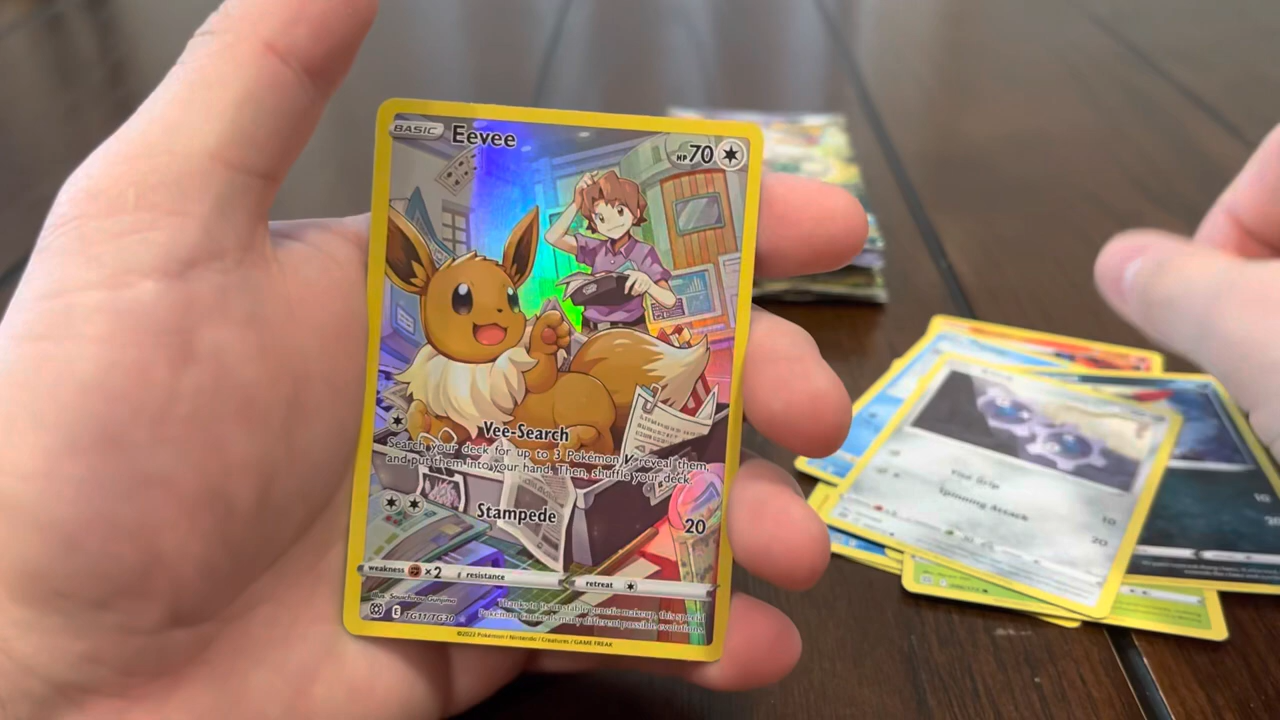 BASIC Eevee HP 70
Vee-Search
Search your deck for up to 3 Pokémon V, reveal them,
and put them into your hand. Then, shuffle your deck.
Stampede 20
weakness ×2 resistance retreat
Illus. Souichirou Gunjima
E TG11/TG30
Thanks to its unstable genetic makeup, this special
Pokémon conceals many different possible evolutions.
©2022 Pokémon / Nintendo / Creatures / GAME FREAK
Vise Grip 10
Spinning Attack 20
10